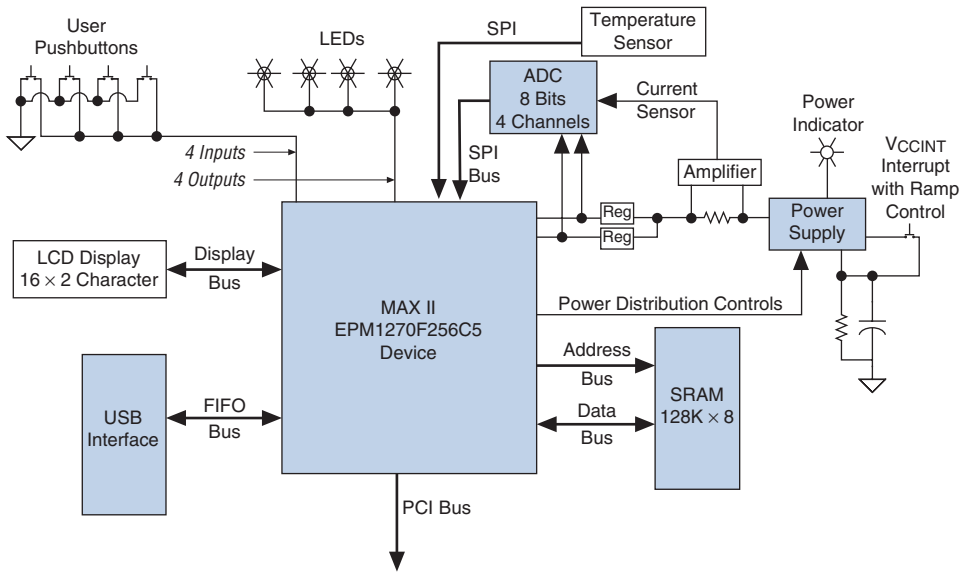 User
Pushbuttons
LEDs
SPI
Temperature
Sensor
ADC
8 Bits
4 Channels
Current
Sensor
Power
Indicator
VCCINT
Interrupt
with Ramp
Control
4 Inputs
4 Outputs
SPI
Bus
Amplifier
Reg
Reg
Power
Supply
LCD Display
16 × 2 Character
Display
Bus
MAX II
EPM1270F256C5
Device
Power Distribution Controls
Address
Bus
Data
Bus
SRAM
128K × 8
USB
Interface
FIFO
Bus
PCI Bus